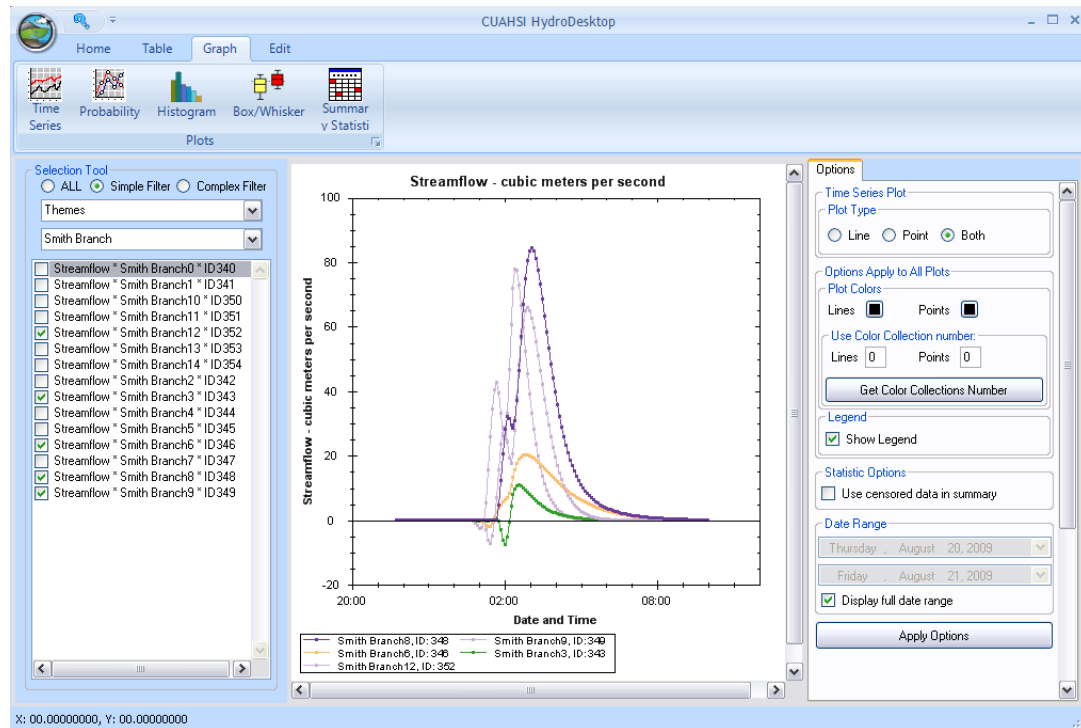 CUAHSI HydroDesktop
Home Table Graph Edit
Time Series
Probability
Histogram
Box/Whisker
Summar y Statisti
Plots
Selection Tool
ALL Simple Filter Complex Filter
Themes
Smith Branch
Streamflow * Smith Branch0 * ID340
Streamflow * Smith Branch1 * ID341
Streamflow * Smith Branch10 * ID350
Streamflow * Smith Branch11 * ID351
Streamflow * Smith Branch12 * ID352
Streamflow * Smith Branch13 * ID353
Streamflow * Smith Branch14 * ID354
Streamflow * Smith Branch2 * ID342
Streamflow * Smith Branch3 * ID343
Streamflow * Smith Branch4 * ID344
Streamflow * Smith Branch5 * ID345
Streamflow * Smith Branch6 * ID346
Streamflow * Smith Branch7 * ID347
Streamflow * Smith Branch8 * ID348
Streamflow * Smith Branch9 * ID349
Streamflow - cubic meters per second
Streamflow - cubic meters per second
100
80
60
40
20
0
-20
20:00 02:00 08:00
Date and Time
Smith Branch8, ID: 348 Smith Branch9, ID: 349
Smith Branch6, ID: 346 Smith Branch3, ID: 343
Smith Branch12, ID: 352
Options
Time Series Plot
Plot Type
Line Point Both
Options Apply to All Plots
Plot Colors
Lines Points
Use Color Collection number:
Lines 0 Points 0
Get Color Collections Number
Legend
Show Legend
Statistic Options
Use censored data in summary
Date Range
Thursday , August 20, 2009
Friday , August 21, 2009
Display full date range
Apply Options
X: 00.00000000, Y: 00.00000000